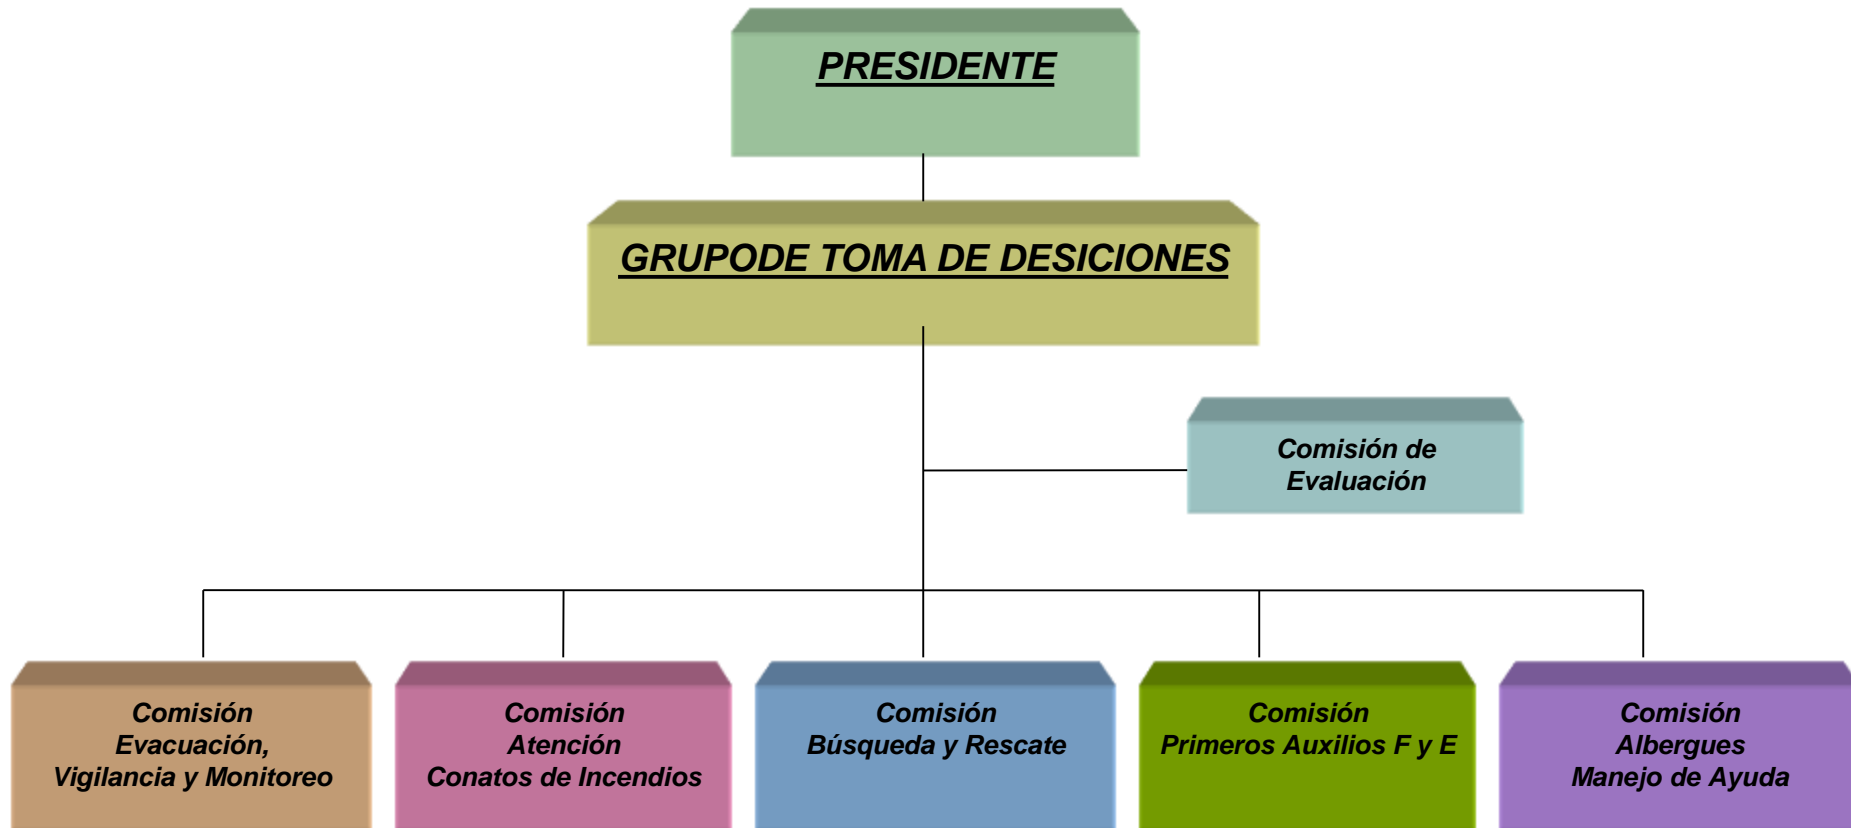 PRESIDENTE
GRUPODE TOMA DE DESICIONES
Comisión de
Evaluación
Comisión
Evacuación,
Vigilancia y Monitoreo
Comisión
Atención
Conatos de Incendios
Comisión
Búsqueda y Rescate
Comisión
Primeros Auxilios F y E
Comisión
Albergues
Manejo de Ayuda